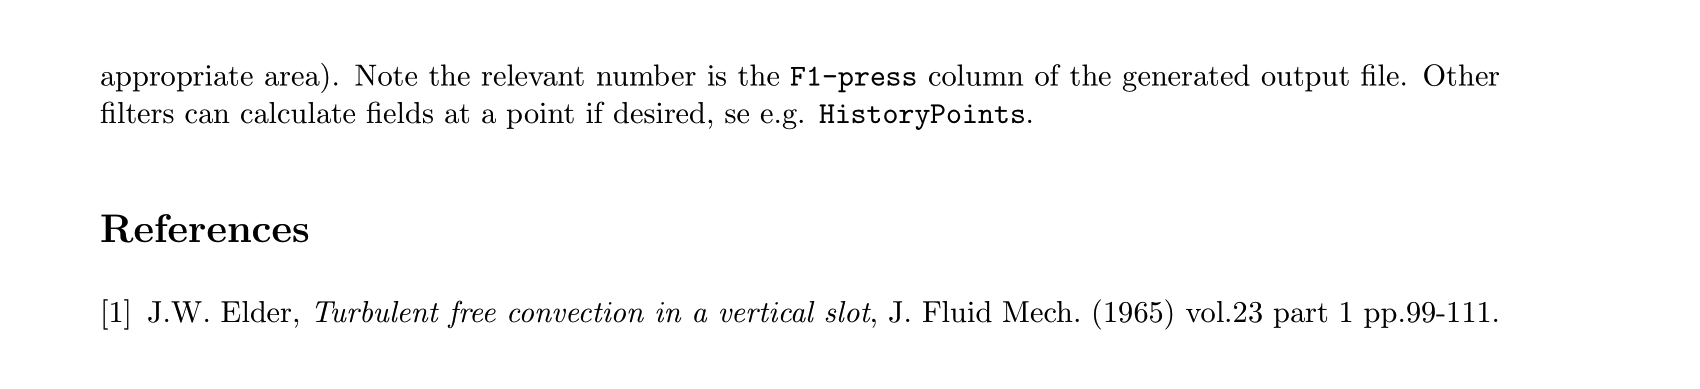 appropriate area). Note the relevant number is the F1-press column of the generated output file. Other
filters can calculate fields at a point if desired, se e.g. HistoryPoints.
References
[1] J.W. Elder, Turbulent free convection in a vertical slot, J. Fluid Mech. (1965) vol.23 part 1 pp.99-111.